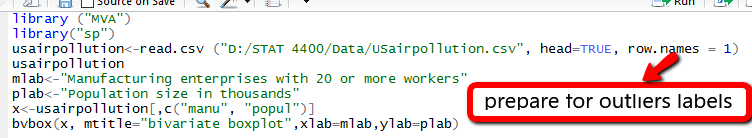 Source on Save
Run
library ("MVA")
library("sp")
usairpollution<-read.csv ("D:/STAT 4400/Data/USairpollution.csv", head=TRUE, row.names = 1)
usairpollution
mlab<-"Manufacturing enterprises with 20 or more workers"
plab<-"Population size in thousands"
x<-usairpollution[,c("manu", "popul")]
prepare for outliers labels
bvbox(x, mtitle="bivariate boxplot",xlab=mlab,ylab=plab)